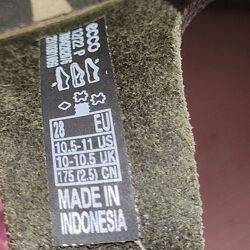 ecco
28 EU
10.5-11 US
10-10.5 UK
175 (2.5) CN
MADE IN
INDONESIA